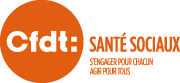 Cfdt:
SANTÉ SOCIAUX
S'ENGAGER POUR CHACUN
AGIR POUR TOUS